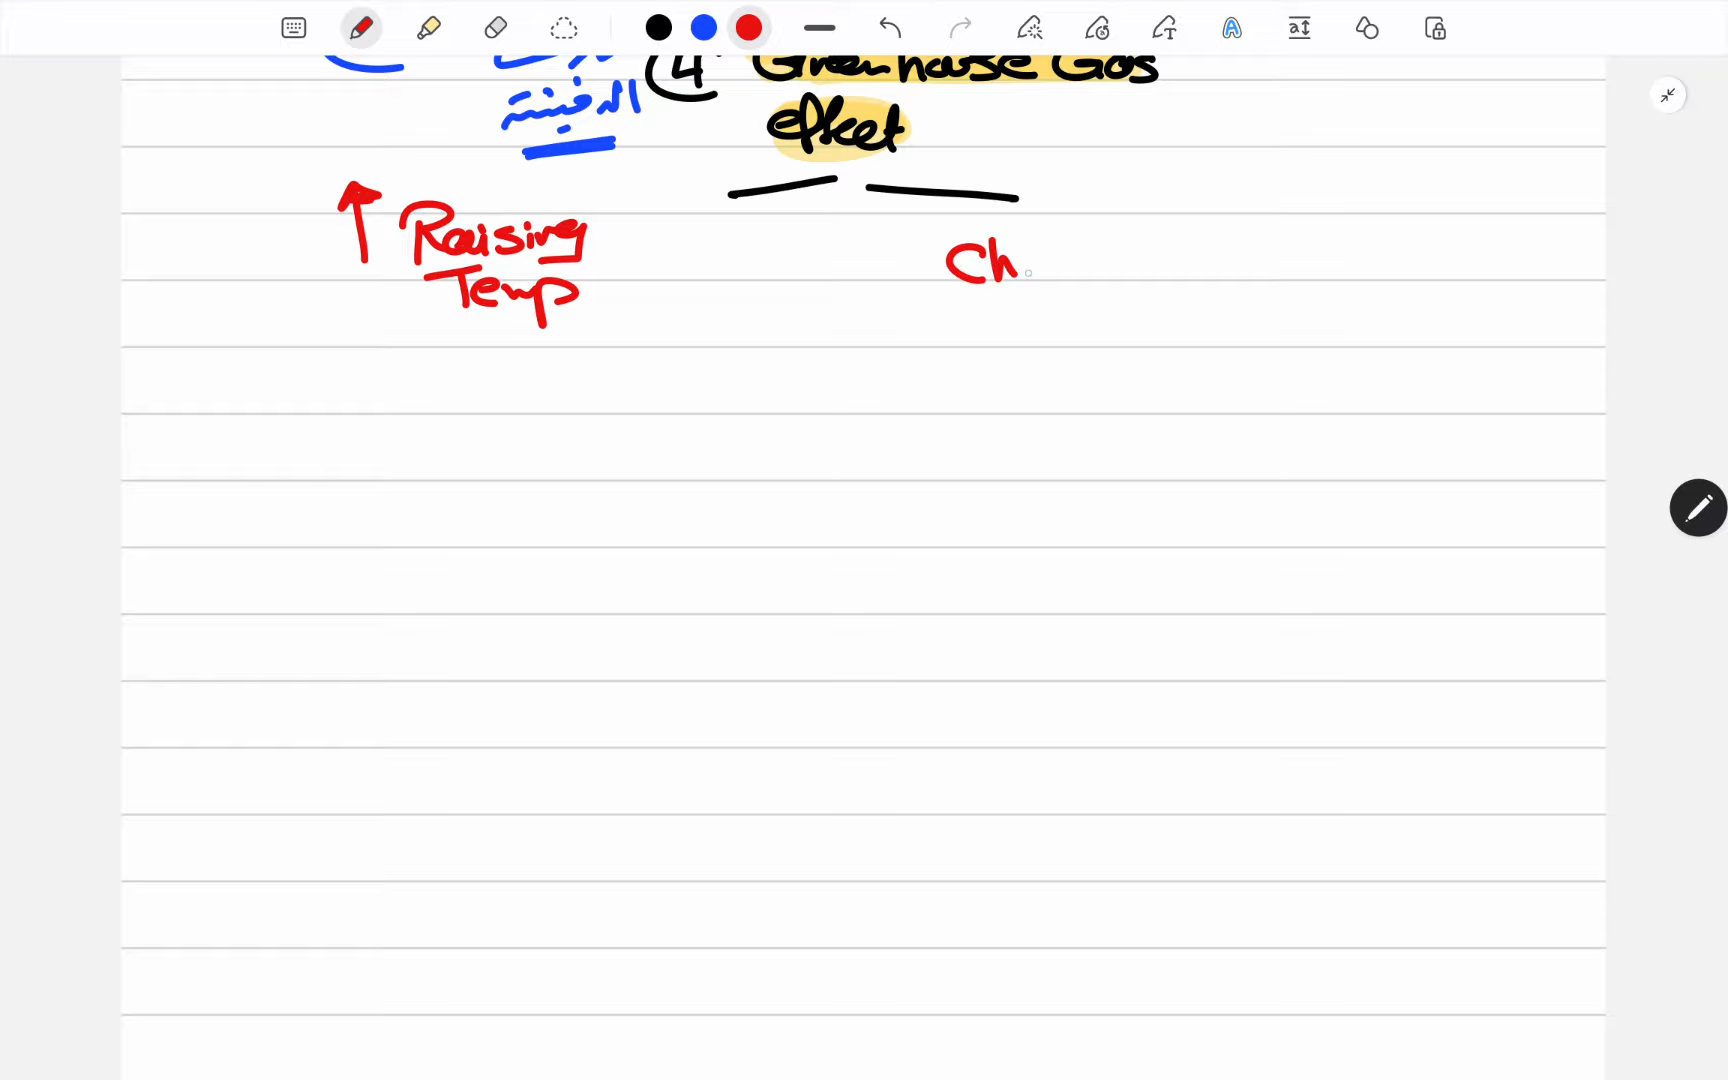 ④ Greenhouse Gas
effect
الدفيئة
↑ Raising
Temp
Ch